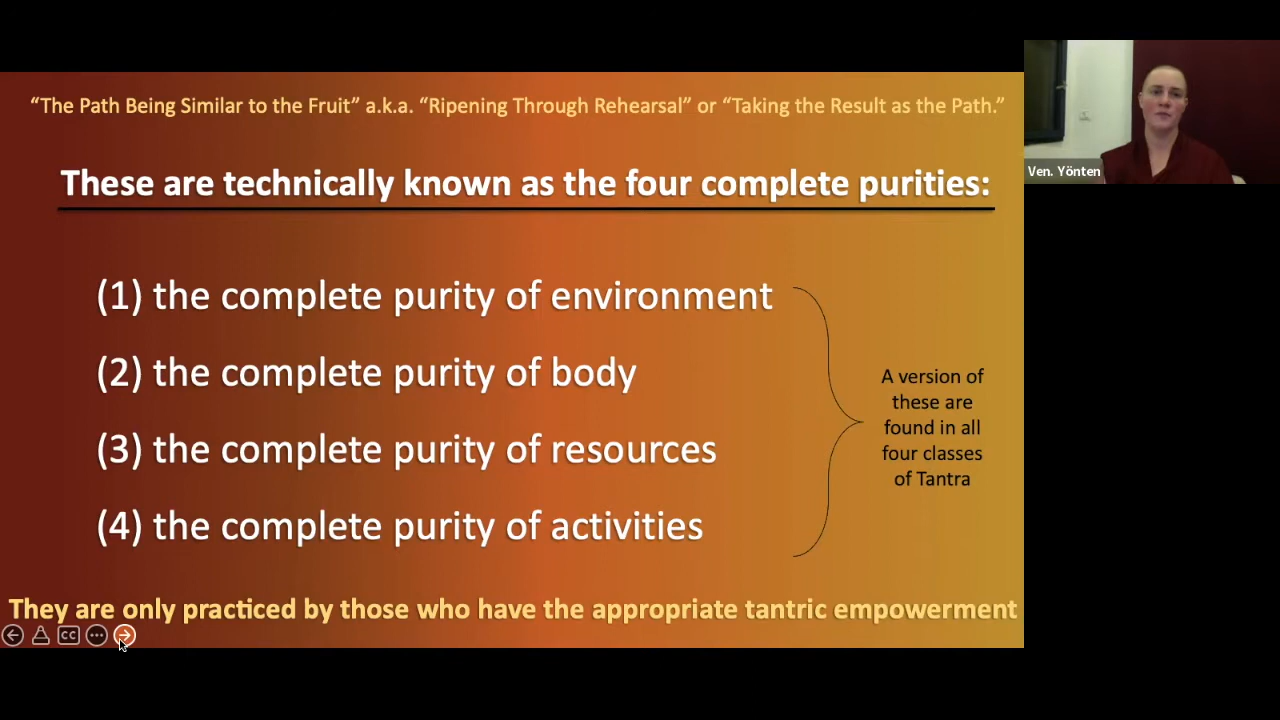 “The Path Being Similar to the Fruit” a.k.a. “Ripening Through Rehearsal” or “Taking the Result as the Path.”
These are technically known as the four complete purities:
(1) the complete purity of environment
(2) the complete purity of body
(3) the complete purity of resources
(4) the complete purity of activities
A version of
these are
found in all
four classes
of Tantra
They are only practiced by those who have the appropriate tantric empowerment
CC
Ven. Yönten